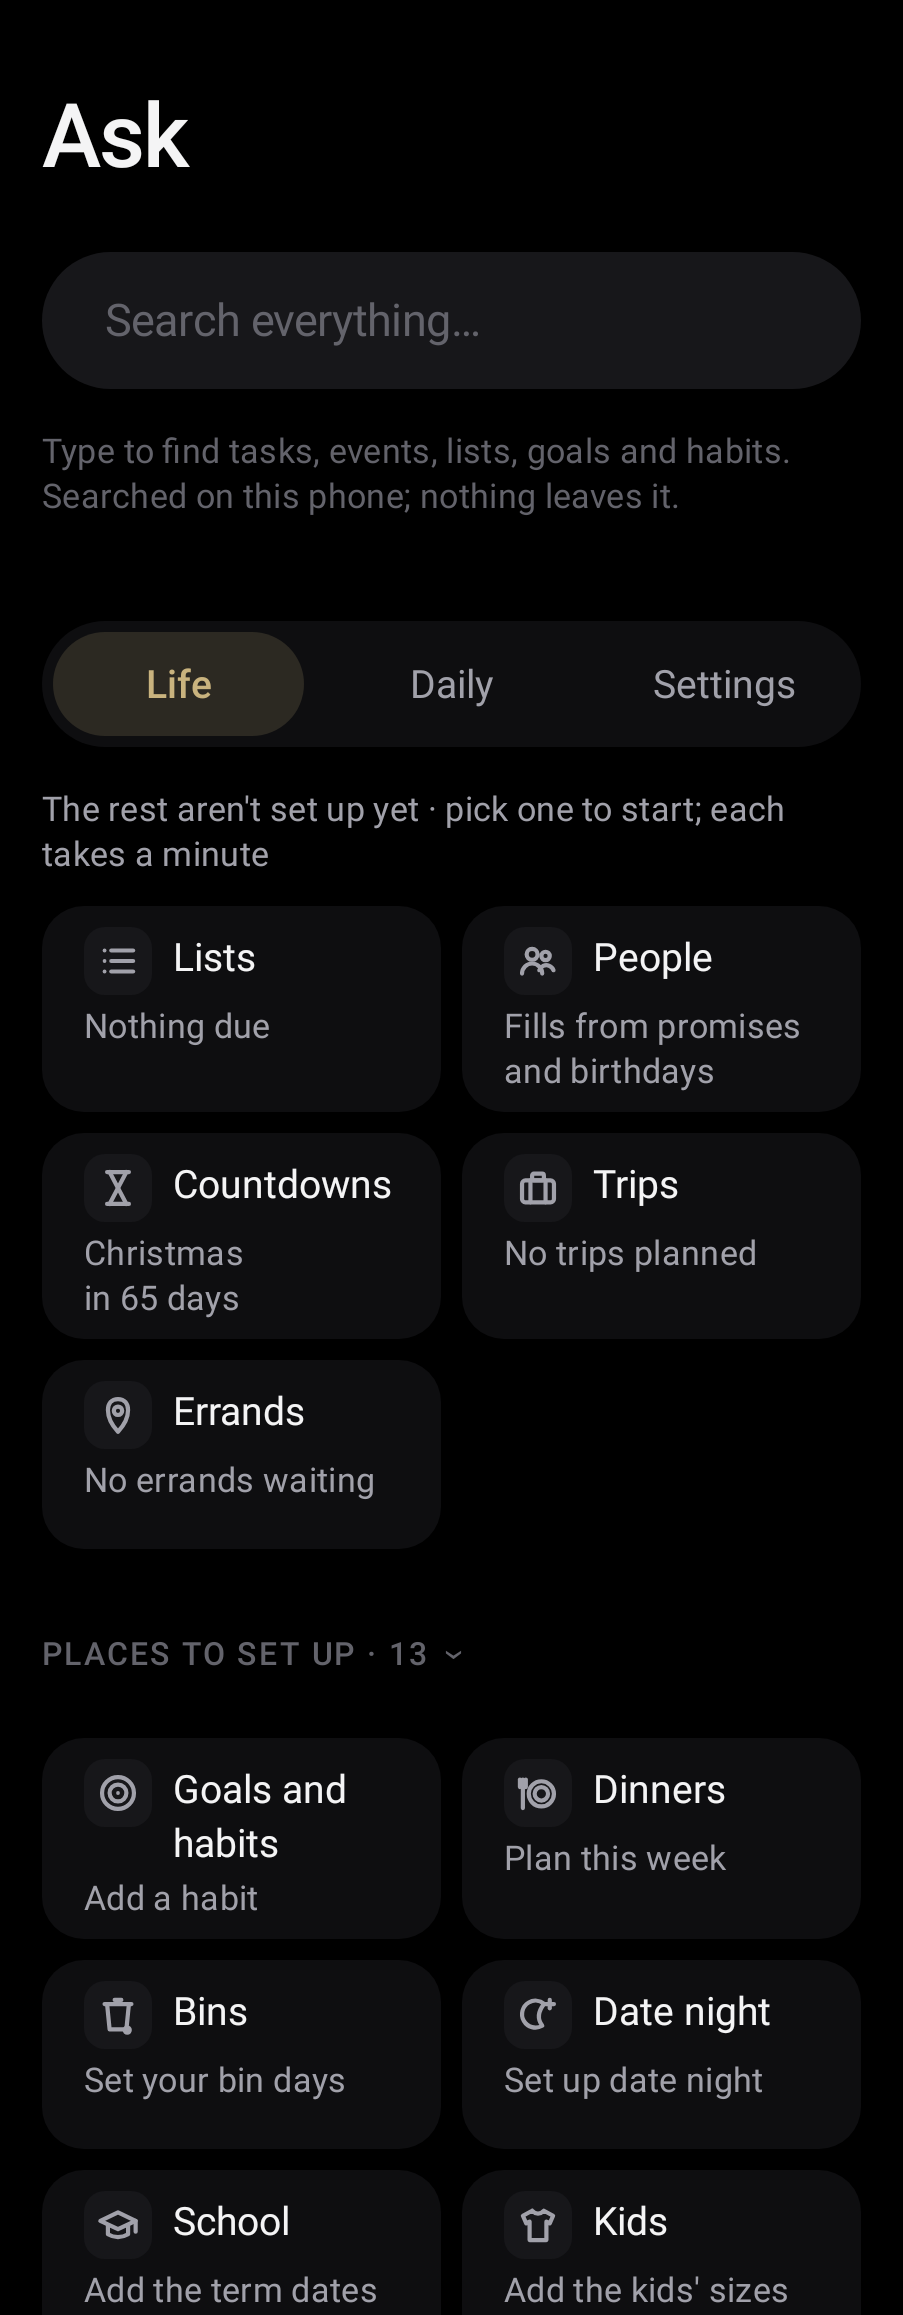 Ask
Search everything...
Type to find tasks, events, lists, goals and habits.
Searched on this phone; nothing leaves it.
Life
Daily
Settings
The rest aren't set up yet · pick one to start; each
takes a minute
Lists
Nothing due
People
Fills from promises
and birthdays
Countdowns
Christmas
in 65 days
Trips
No trips planned
Errands
No errands waiting
PLACES TO SET UP · 13
Goals and
habits
Add a habit
Dinners
Plan this week
Bins
Set your bin days
Date night
Set up date night
School
Add the term dates
Kids
Add the kids' sizes